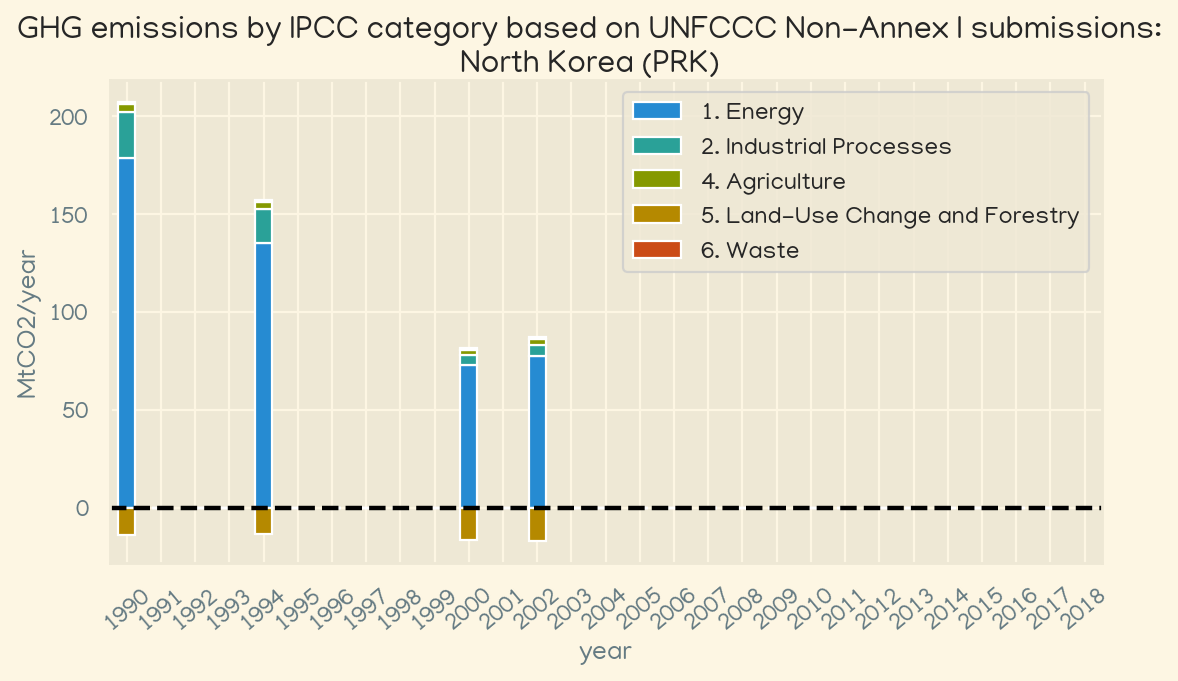 GHG emissions by IPCC category based on UNFCCC Non-Annex I submissions:
North Korea (PRK)
1. Energy
2. Industrial Processes
4. Agriculture
5. Land-Use Change and Forestry
6. Waste
MtCO2/year
200
150
100
50
0
1990 1991 1992 1993 1994 1995 1996 1997 1998 1999 2000 2001 2002 2003 2004 2005 2006 2007 2008 2009 2010 2011 2012 2013 2014 2015 2016 2017 2018
year